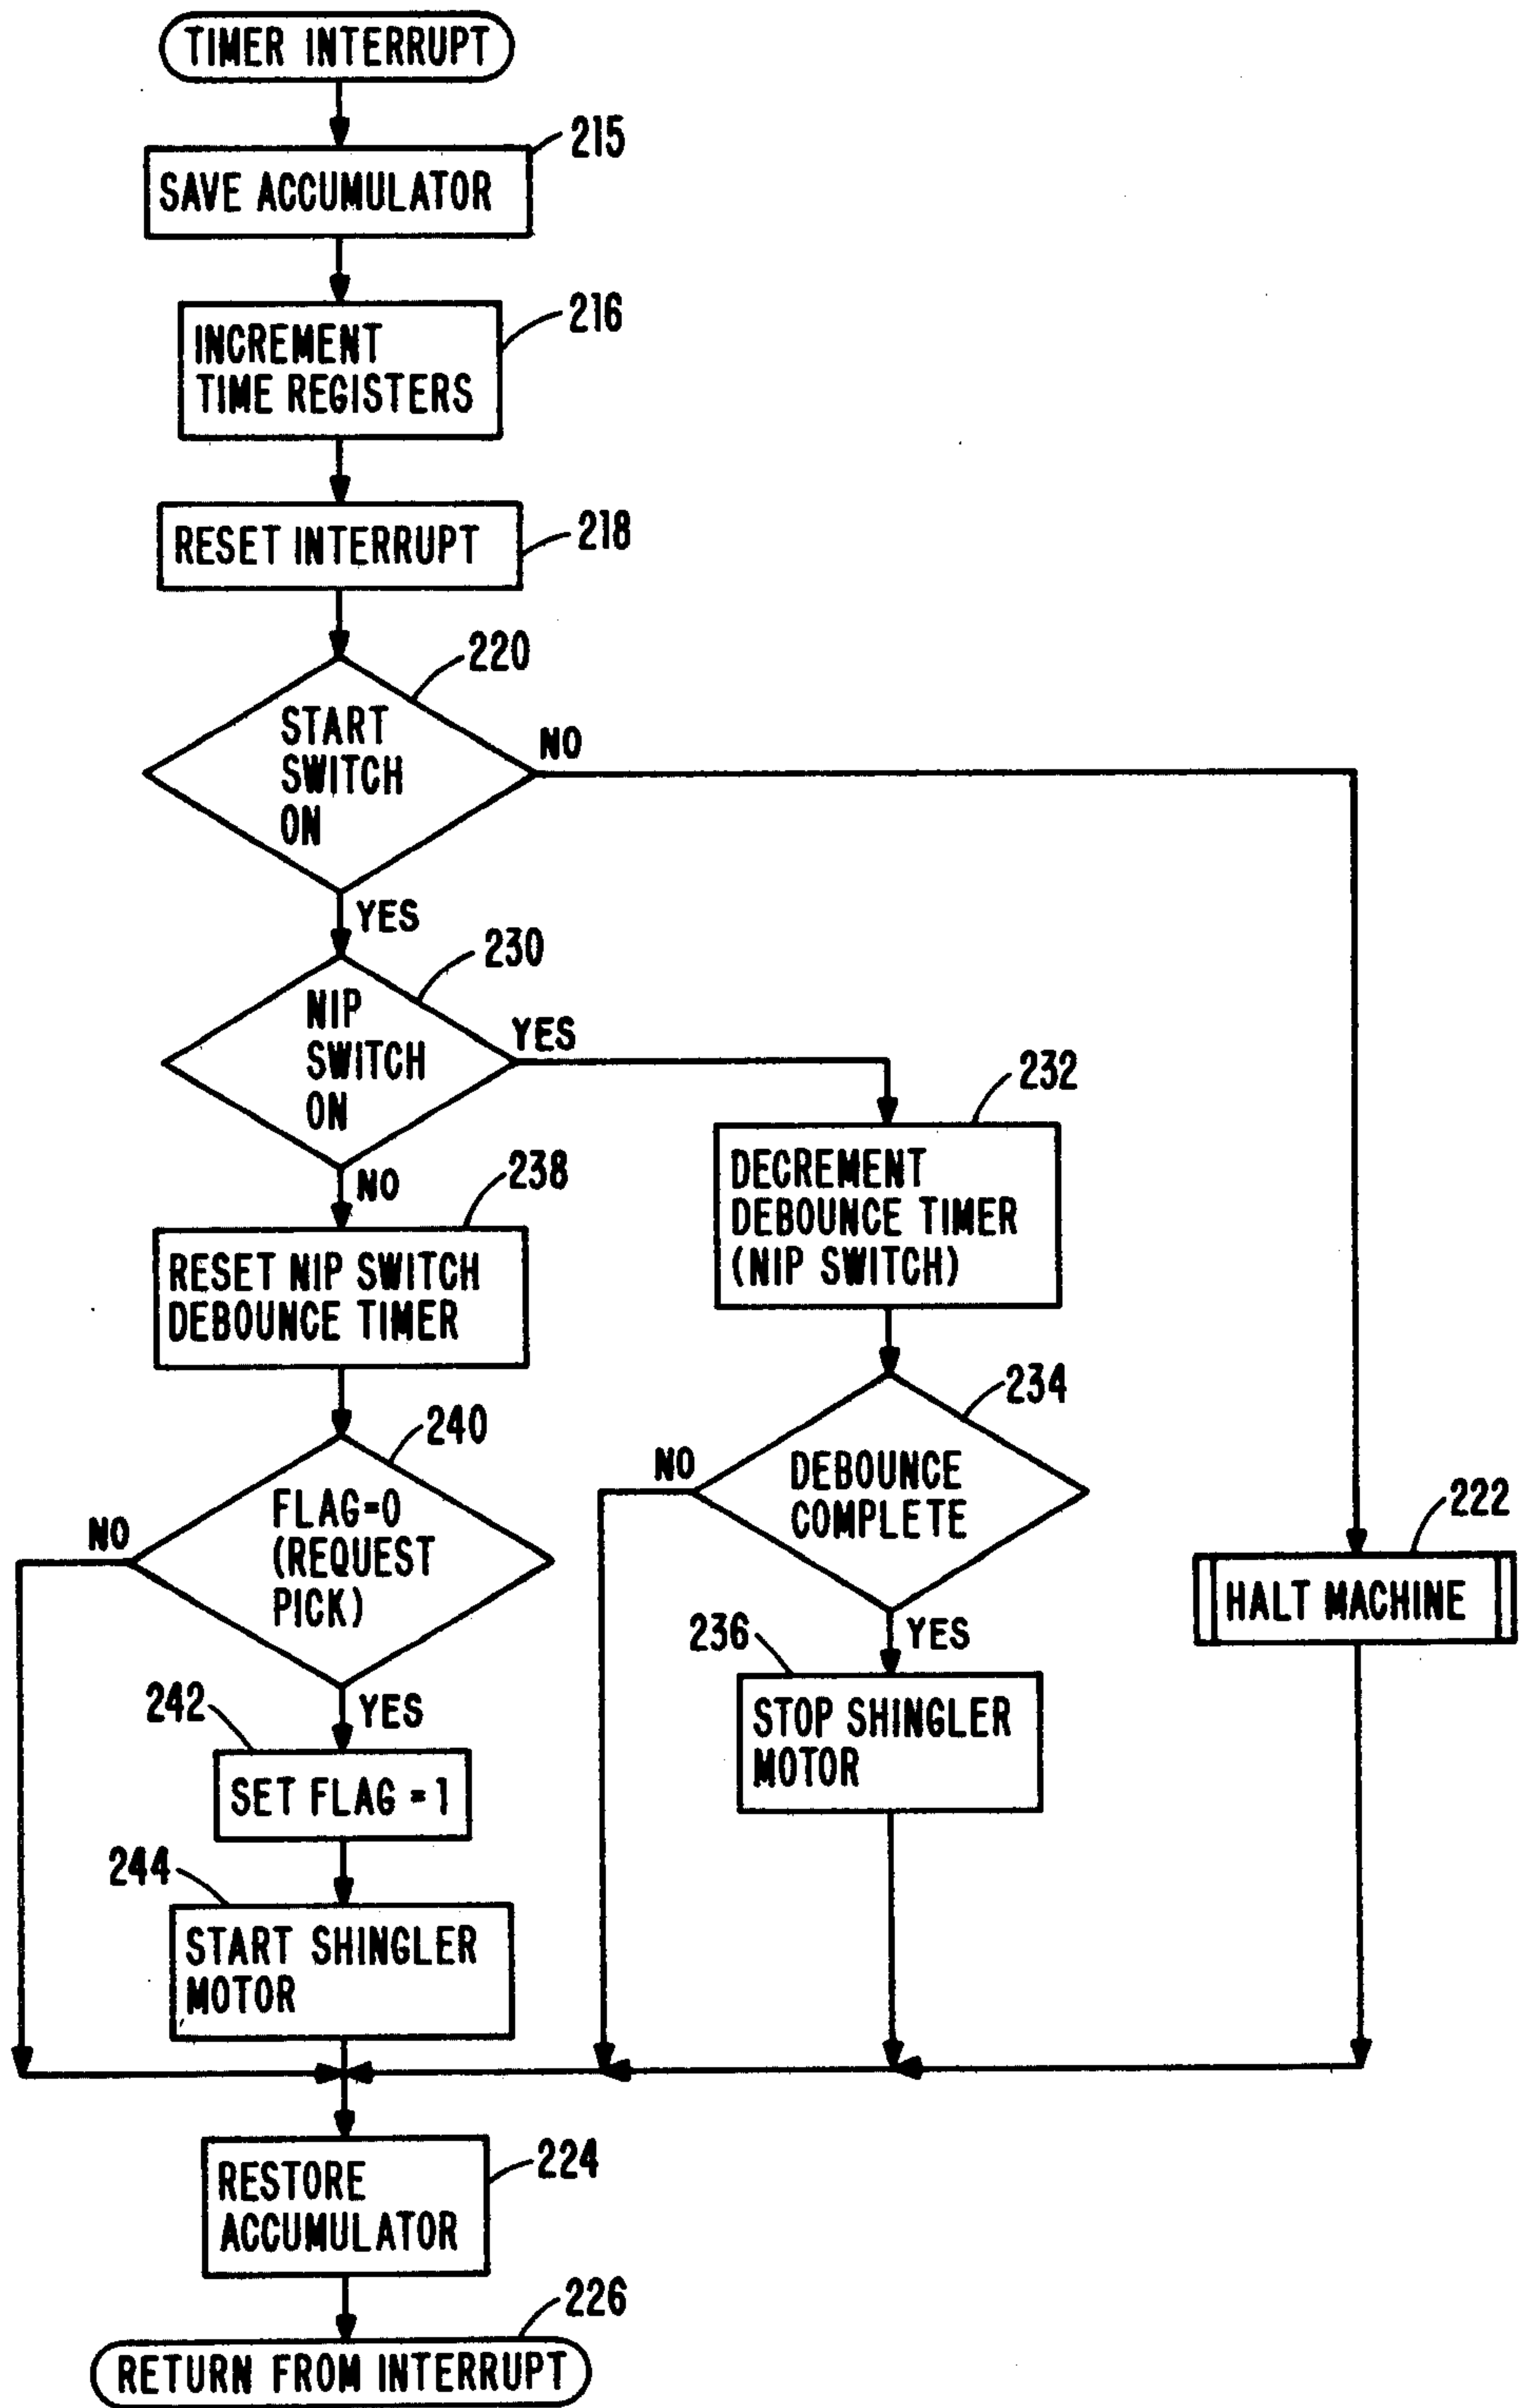 TIMER INTERRUPT
215
SAVE ACCUMULATOR
216
INCREMENT
TIME REGISTERS
218
RESET INTERRUPT
220
START
SWITCH
ON
NO
YES
230
NIP
SWITCH
ON
YES
NO
232
DECREMENT
DEBOUNCE TIMER
(NIP SWITCH)
238
RESET NIP SWITCH
DEBOUNCE TIMER
234
DEBOUNCE
COMPLETE
NO
YES
240
FLAG=0
(REQUEST
PICK)
NO
YES
222
HALT MACHINE
236
STOP SHINGLER
MOTOR
242
SET FLAG = 1
244
START SHINGLER
MOTOR
224
RESTORE
ACCUMULATOR
226
RETURN FROM INTERRUPT